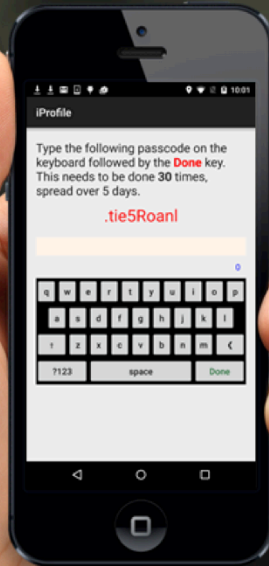 10:01
iProfile
Type the following passcode on the
keyboard followed by the Done key.
This needs to be done 30 times,
spread over 5 days.
.tie5Roanl
0
q w e r t y u i o p
a s d f g h j k l
↑ z x c v b n m <
?123 space Done